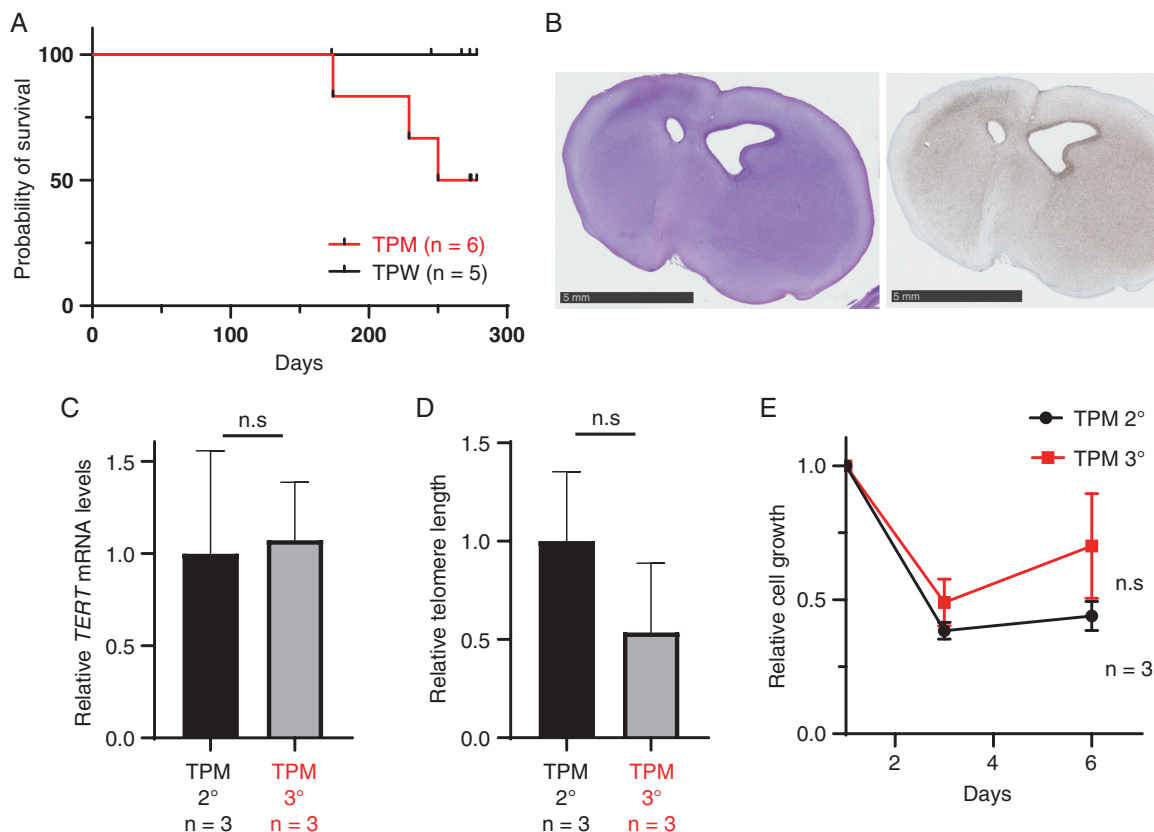 A
Probability of survival
100
50
0
0
100
200
300
Days
TPM (n = 6)
TPW (n = 5)
B
5 mm
5 mm
C
Relative TERT mRNA levels
n.s
1.5
1.0
0.5
0.0
TPM
2°
n = 3
TPM
3°
n = 3
D
Relative telomere length
n.s
1.5
1.0
0.5
0.0
TPM
2°
n = 3
TPM
3°
n = 3
E
TPM 2°
TPM 3°
Relative cell growth
1.0
0.5
0.0
n.s
n = 3
2
4
6
Days